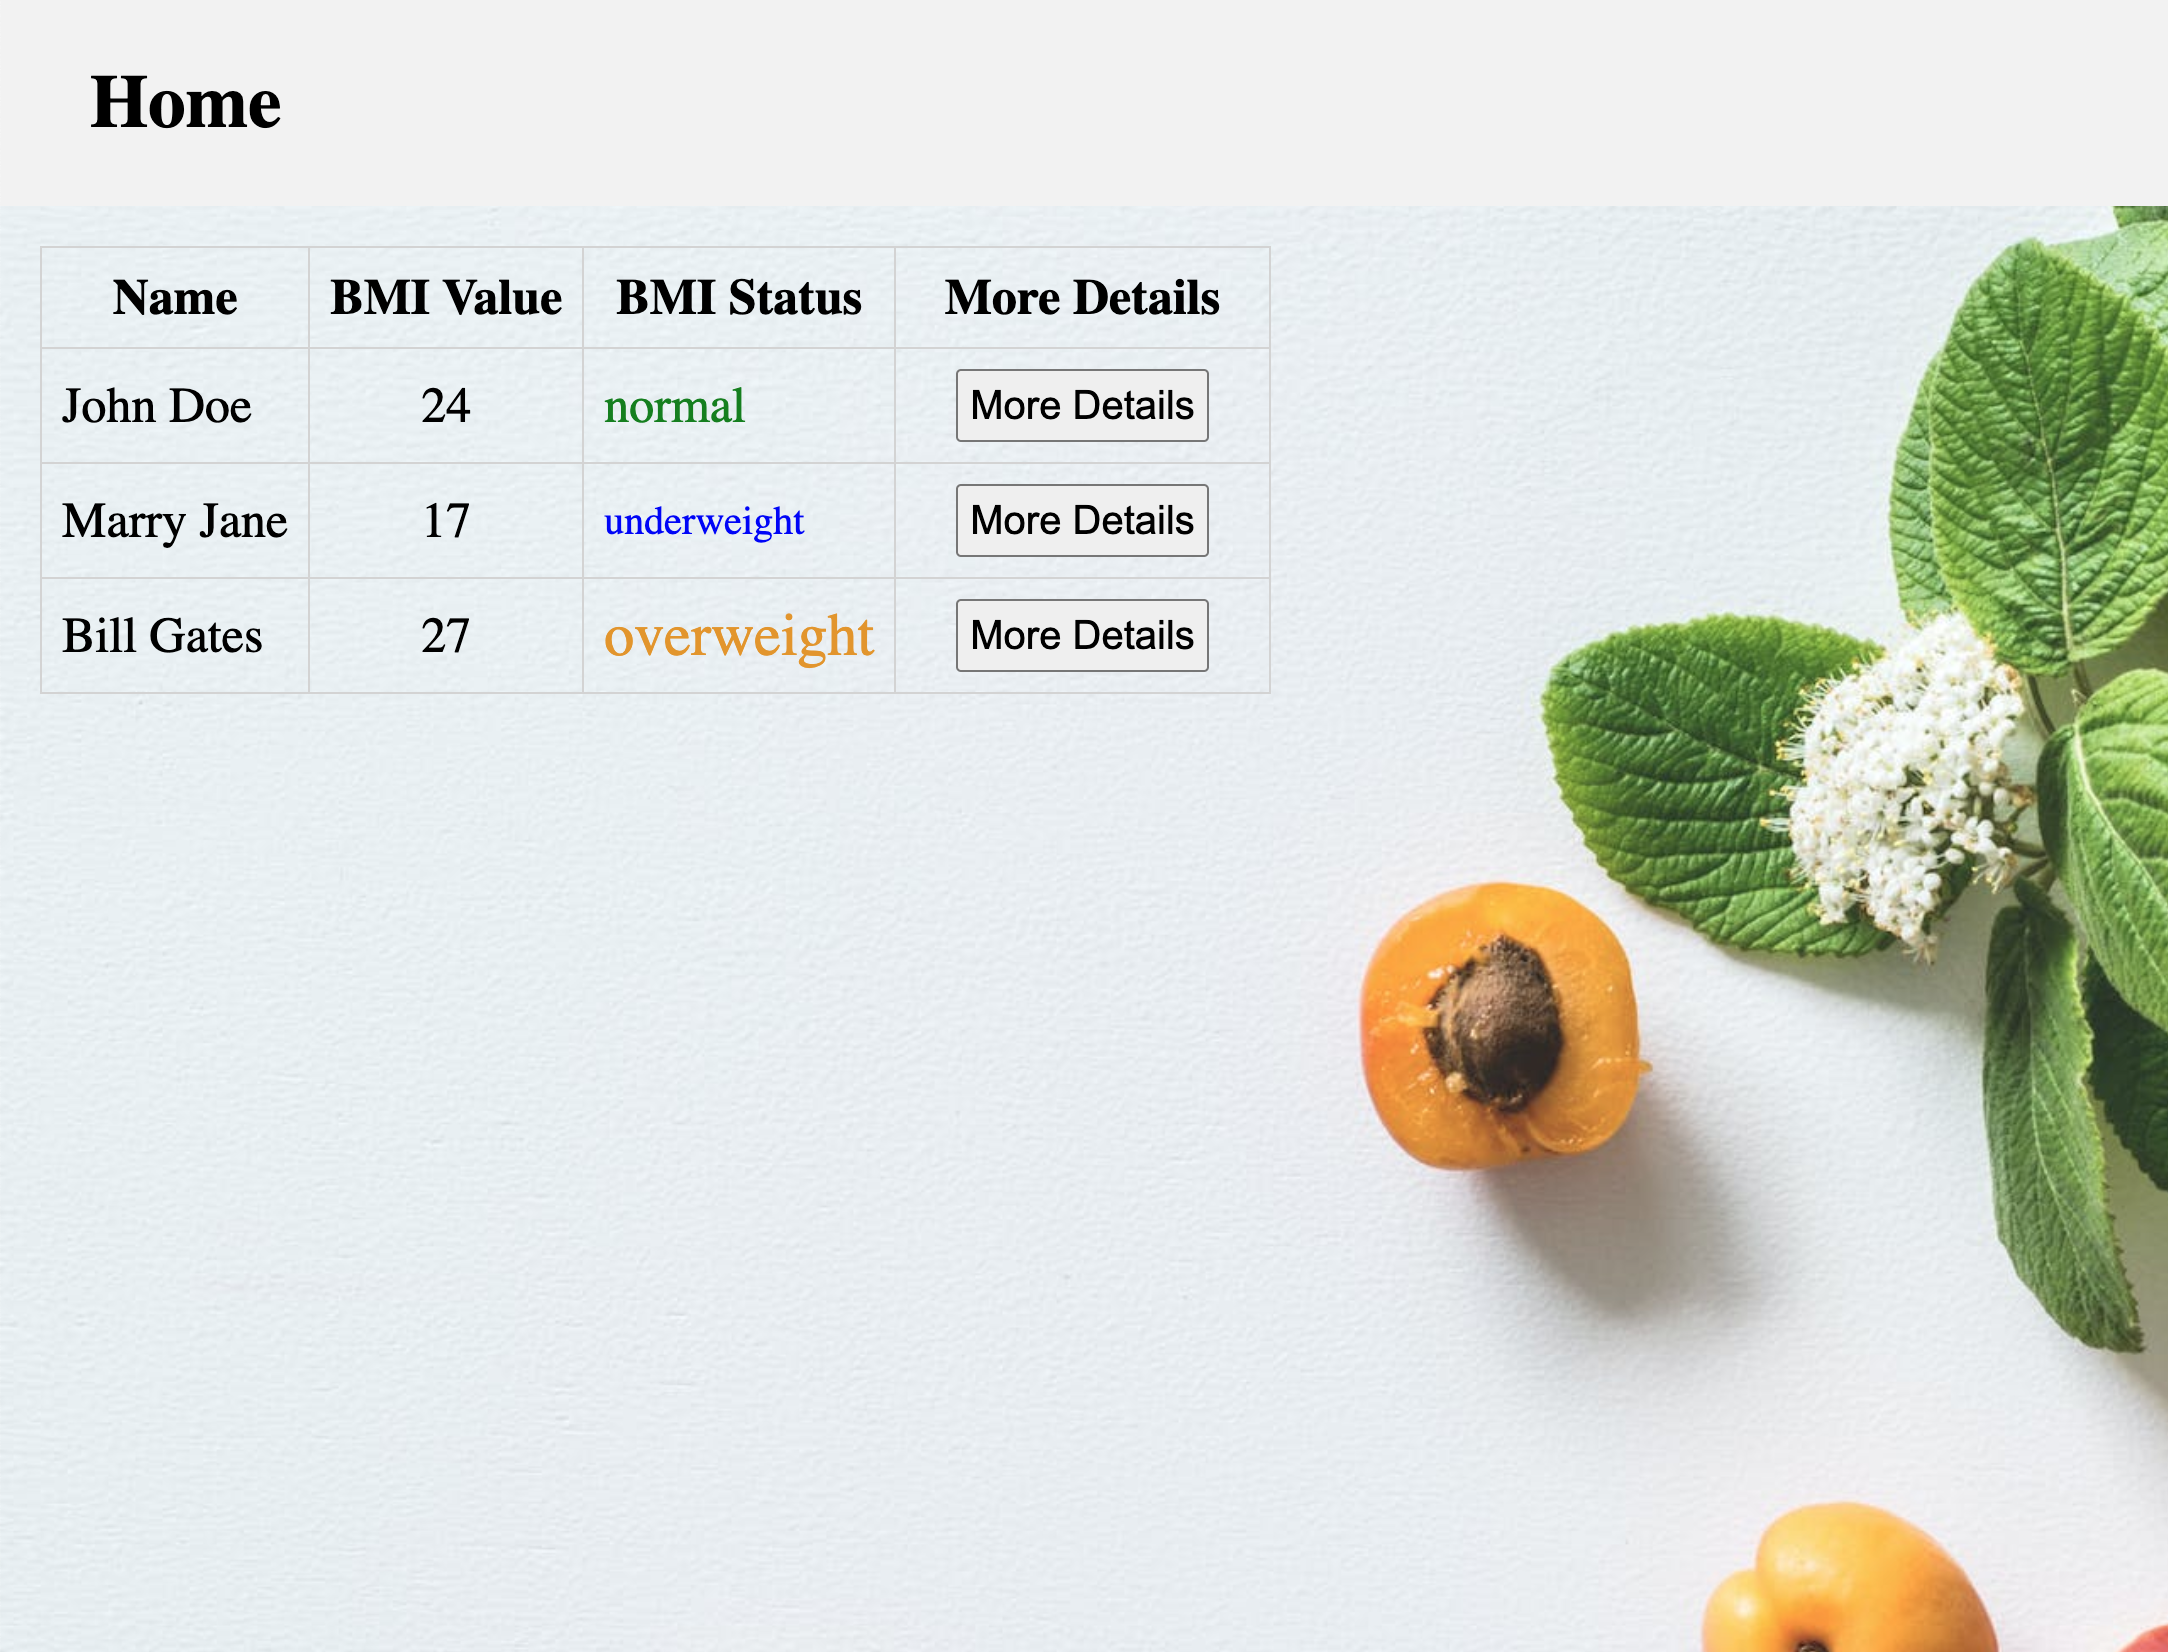 Home
Name BMI Value BMI Status More Details
John Doe 24 normal More Details
Marry Jane 17 underweight More Details
Bill Gates 27 overweight More Details